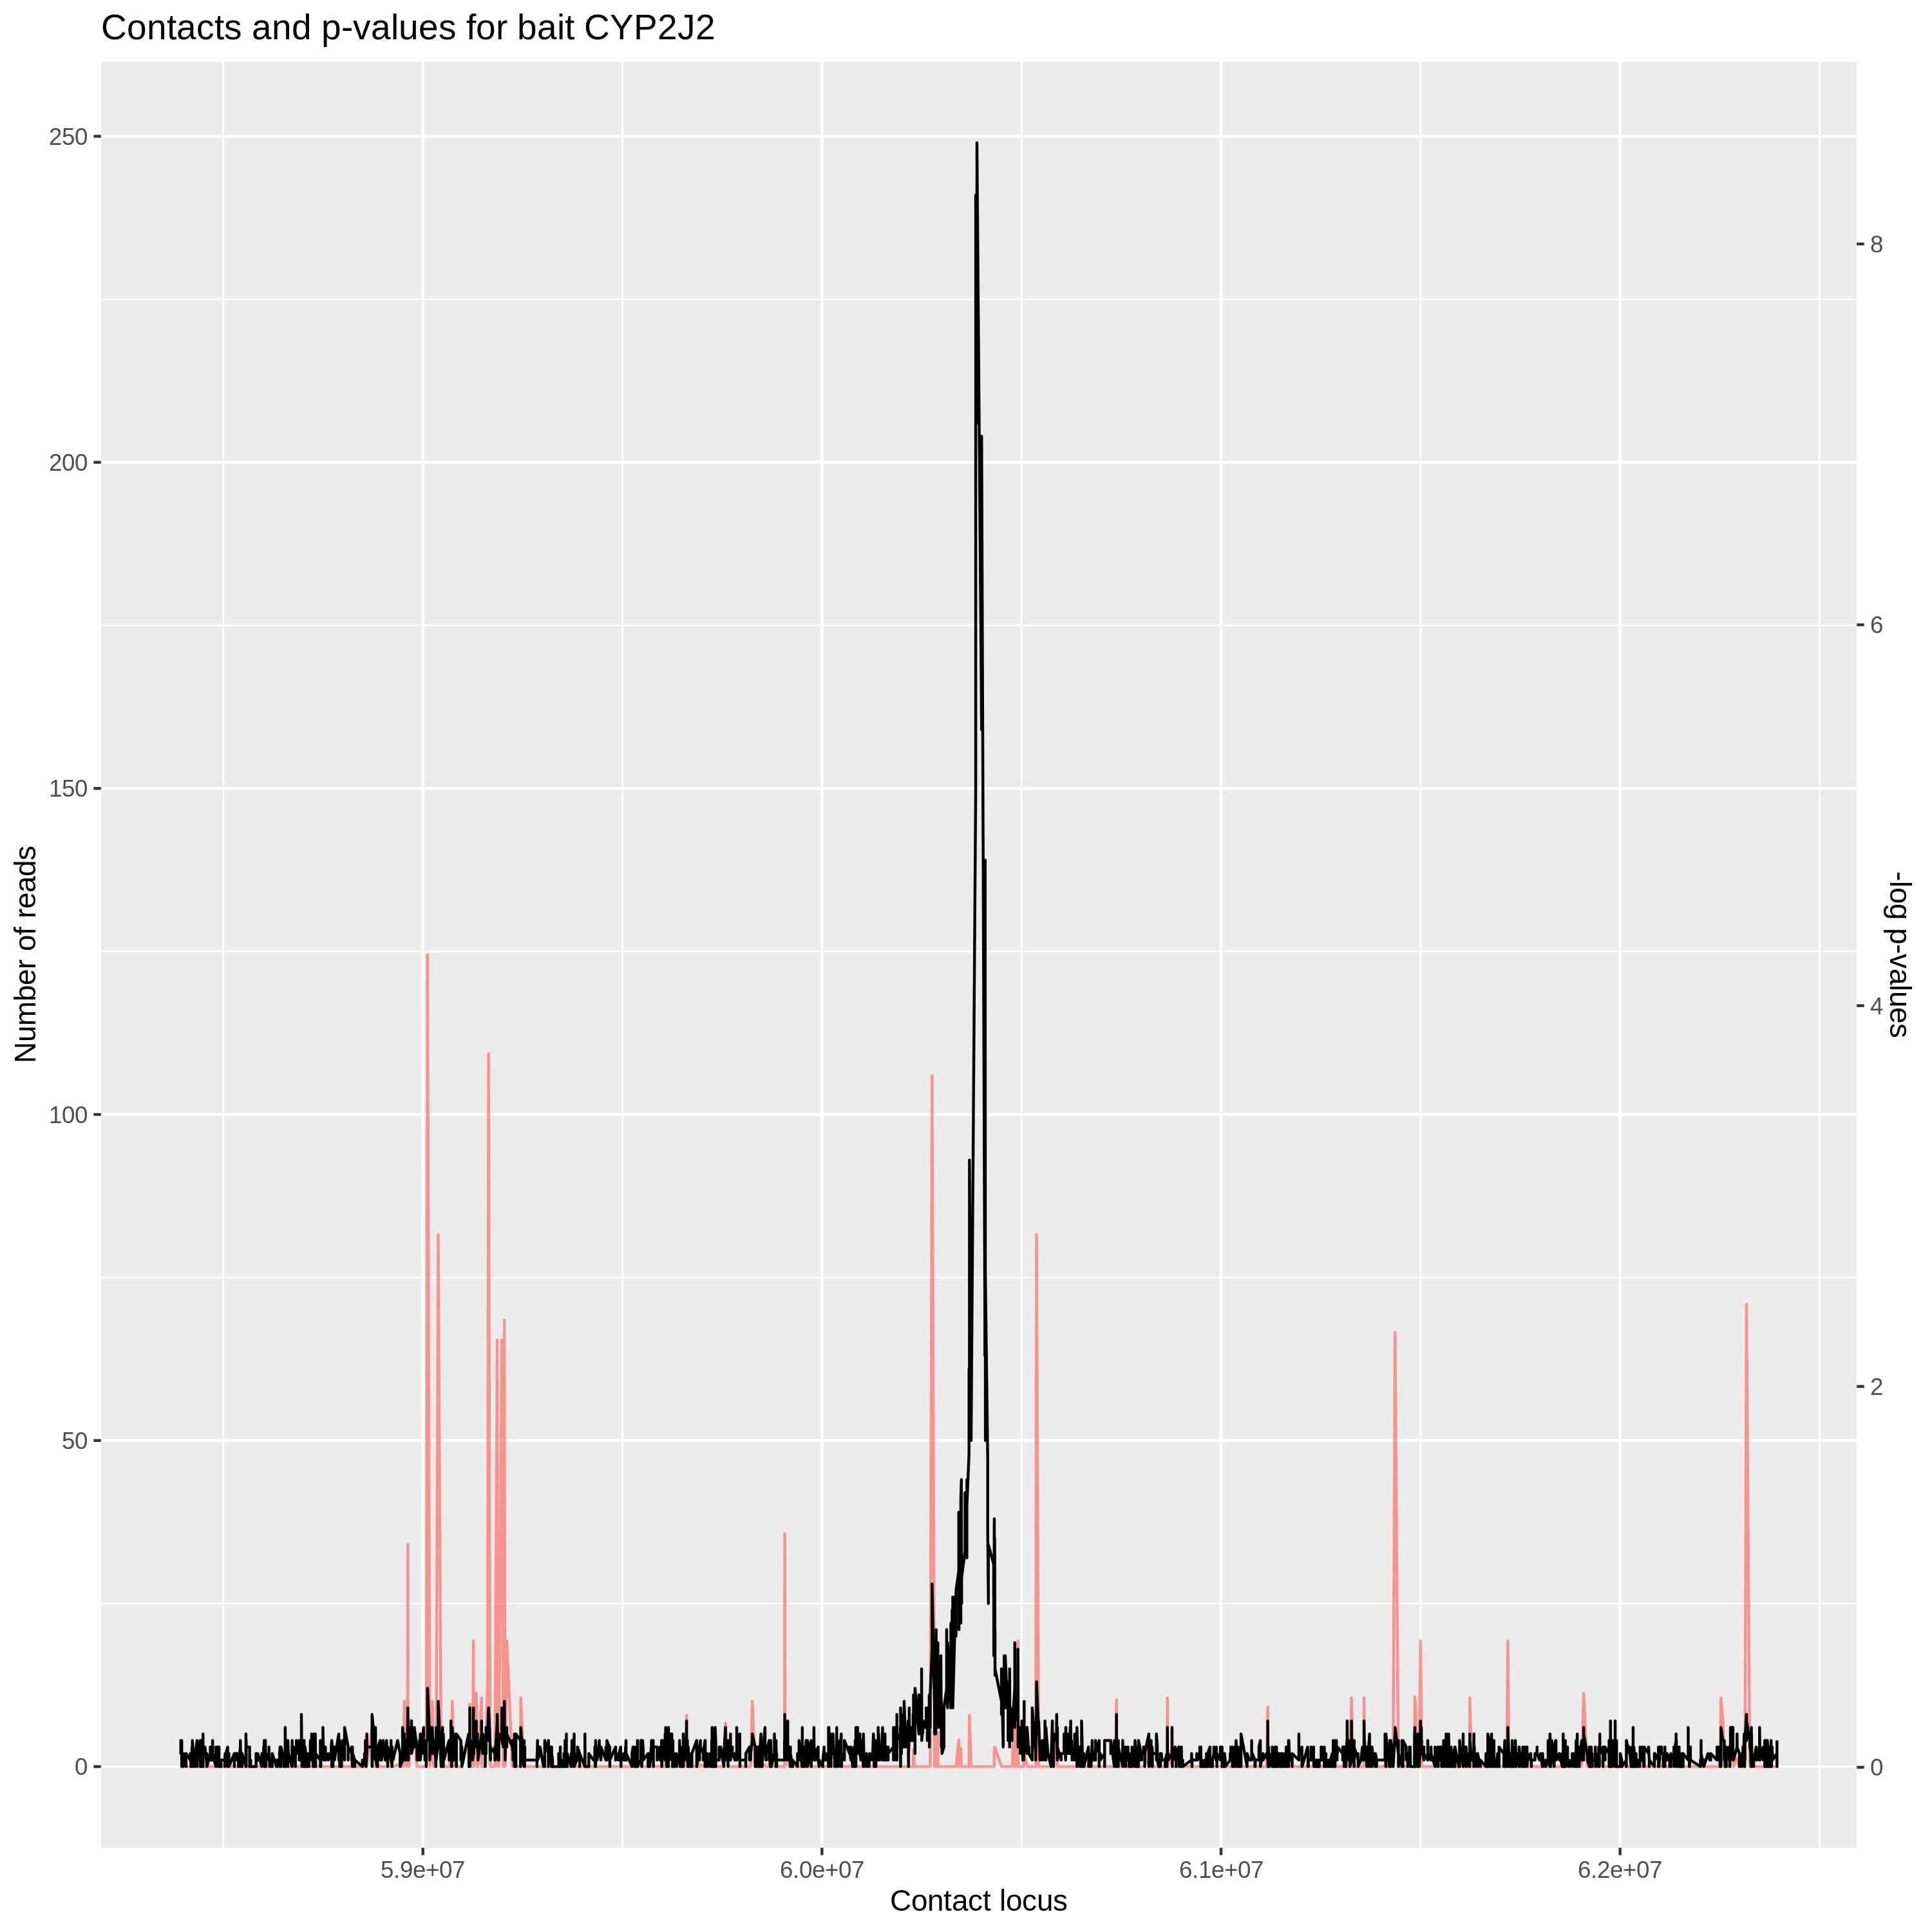 Contacts and p-values for bait CYP2J2
250
200
150
100
50
0
Number of reads
8
6
4
2
0
-log p-values
5.9e+07 6.0e+07 6.1e+07 6.2e+07
Contact locus